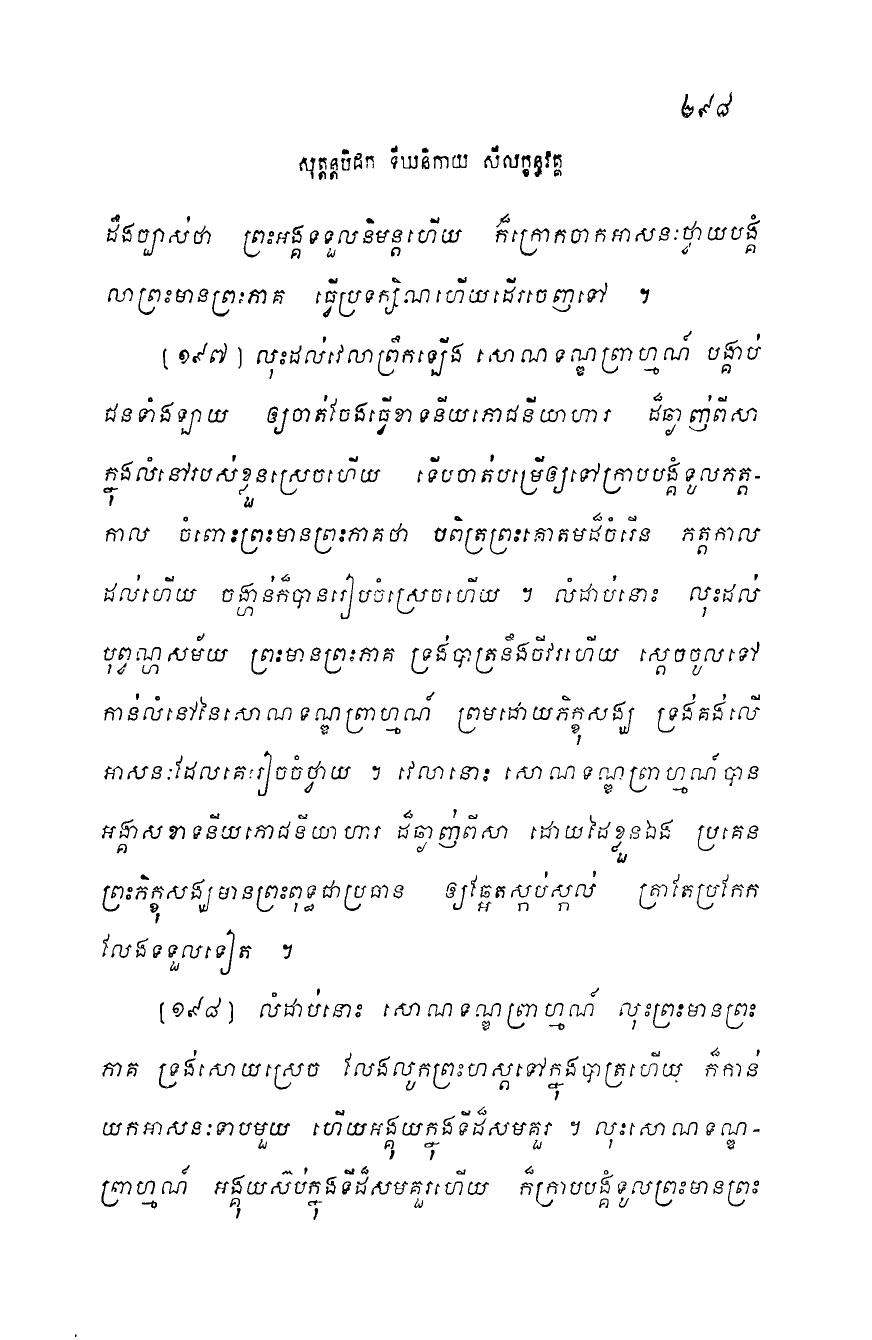 ២៩៨
សុត្តន្តបិដក ទីឃនិកាយ សីលក្ខន្ធវគ្គ
ដឹងច្បាស់ថា ព្រះអង្គទទួលនិមន្តហើយ ក៏ក្រោកចាកអាសនៈថ្វាយបង្គំ
លាព្រះមានព្រះភាគ ធ្វើប្រទក្សិណហើយដើរចេញទៅ ។
[១៩៧] លុះដល់វេលាព្រឹកឡើង សោណទណ្ឌព្រាហ្មណ៍ បង្គាប់
ជនទាំងឡាយ ឲ្យចាត់ចែងធ្វើខាទនីយភោជនីយាហារ ដ៏ឆ្ងាញ់ពីសា
ក្នុងលំនៅរបស់ខ្លួនស្រេចហើយ ទើបចាត់បម្រើឲ្យទៅក្រាបបង្គំទូលភត្ត-
កាល ចំពោះព្រះមានព្រះភាគថា បពិត្រព្រះគោតមដ៏ចំរើន ភត្តកាល
ដល់ហើយ ចង្ហាន់ក៏បានរៀបចំស្រេចហើយ ។ លំដាប់នោះ លុះដល់
បុព្វណ្ហសម័យ ព្រះមានព្រះភាគ ទ្រង់បាត្រនឹងចីវរហើយ ស្តេចចូលទៅ
កាន់លំនៅនៃសោណទណ្ឌព្រាហ្មណ៍ ព្រមដោយភិក្ខុសង្ឃ ទ្រង់គង់លើ
អាសនៈដែលគេរៀចចំថ្វាយ ។ វេលានោះ សោណទណ្ឌព្រាហ្មណ៍បាន
អង្គាសខាទនីយភោជនីយាហារ ដ៏ឆ្ងាញ់ពីសា ដោយដៃខ្លួនឯង ប្រគេន
ព្រះភិក្ខុសង្ឃមានព្រះពុទ្ធជាប្រធាន ឲ្យឆ្អែតស្កប់ស្កល់ ត្រាតែប្រកែក
លែងទទួលទៀត ។
[១៩៨] លំដាប់នោះ សោណទណ្ឌព្រាហ្មណ៍ លុះព្រះមានព្រះ
ភាគ ទ្រង់សោយស្រេច លែងលូកព្រះហស្តទៅក្នុងបាត្រហើយ ក៏កាន់
យកអាសនៈទាបមួយ ហើយអង្គុយក្នុងទីដ៏សមគួរ ។ លុះសោណទណ្ឌ-
ព្រាហ្មណ៍ អង្គុយស៊ប់ក្នុងទីដ៏សមគួរហើយ ក៏ក្រាបបង្គំទូលព្រះមានព្រះ